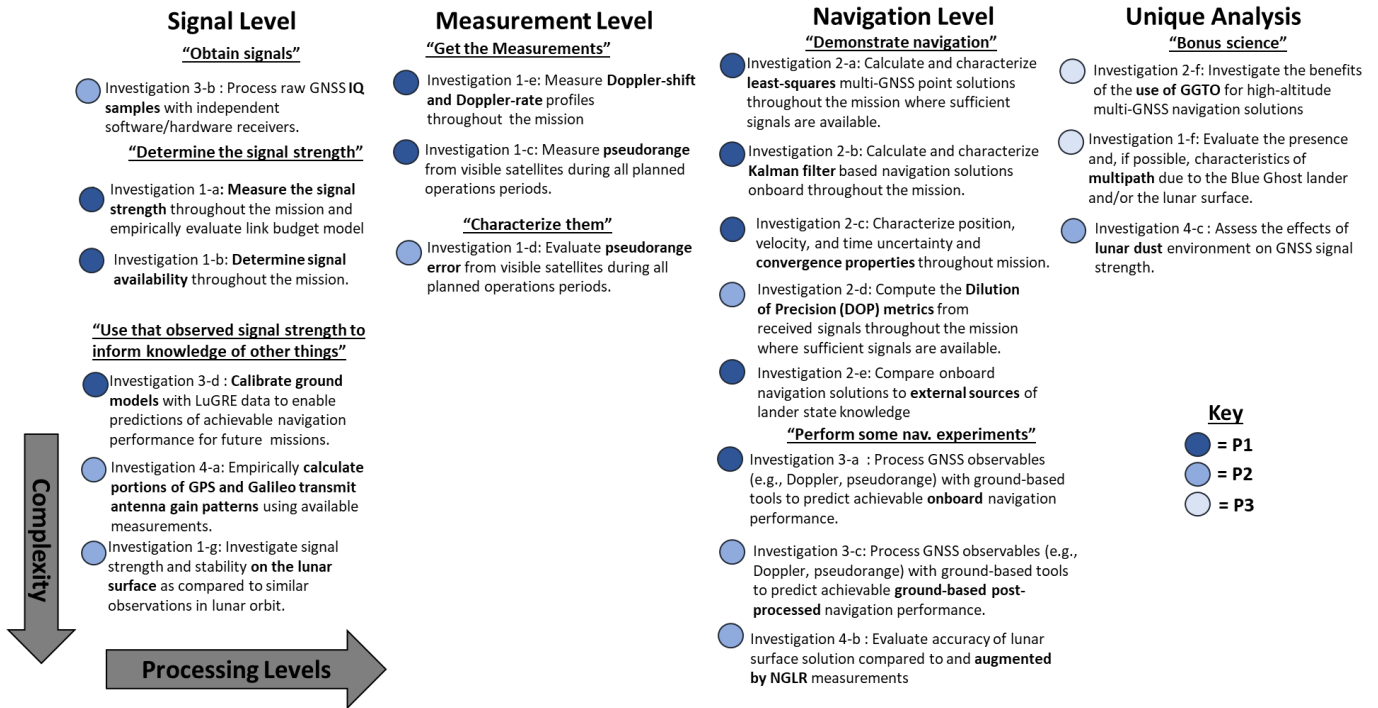 Signal Level
"Obtain signals"
Investigation 3-b : Process raw GNSS IQ
samples with independent
software/hardware receivers.
"Determine the signal strength"
Investigation 1-a: Measure the signal
strength throughout the mission and
empirically evaluate link budget model
Investigation 1-b: Determine signal
availability throughout the mission.
"Use that observed signal strength to
inform knowledge of other things"
Investigation 3-d : Calibrate ground
models with LuGRE data to enable
predictions of achievable navigation
performance for future missions.
Investigation 4-a: Empirically calculate
portions of GPS and Galileo transmit
antenna gain patterns using available
measurements.
Investigation 1-g: Investigate signal
strength and stability on the lunar
surface as compared to similar
observations in lunar orbit.
Measurement Level
"Get the Measurements"
Investigation 1-e: Measure Doppler-shift
and Doppler-rate profiles
throughout the mission
Investigation 1-c: Measure pseudorange
from visible satellites during all planned
operations periods.
"Characterize them"
Investigation 1-d: Evaluate pseudorange
error from visible satellites during all
planned operations periods.
Navigation Level
"Demonstrate navigation"
Investigation 2-a: Calculate and characterize
least-squares multi-GNSS point solutions
throughout the mission where sufficient
signals are available.
Investigation 2-b: Calculate and characterize
Kalman filter based navigation solutions
onboard throughout the mission.
Investigation 2-c: Characterize position,
velocity, and time uncertainty and
convergence properties throughout mission.
Investigation 2-d: Compute the Dilution
of Precision (DOP) metrics from
received signals throughout the mission
where sufficient signals are available.
Investigation 2-e: Compare onboard
navigation solutions to external sources of
lander state knowledge
"Perform some nav. experiments"
Investigation 3-a : Process GNSS observables
(e.g., Doppler, pseudorange) with ground-based
tools to predict achievable onboard navigation
performance.
Investigation 3-c: Process GNSS observables (e.g.,
Doppler, pseudorange) with ground-based tools
to predict achievable ground-based post-
processed navigation performance.
Investigation 4-b : Evaluate accuracy of lunar
surface solution compared to and augmented
by NGLR measurements
Unique Analysis
"Bonus science"
Investigation 2-f: Investigate the benefits
of the use of GGTO for high-altitude
multi-GNSS navigation solutions
Investigation 1-f: Evaluate the presence
and, if possible, characteristics of
multipath due to the Blue Ghost lander
and/or the lunar surface.
Investigation 4-c : Assess the effects of
lunar dust environment on GNSS signal
strength.
Key
= P1
= P2
= P3
Complexity
Processing Levels